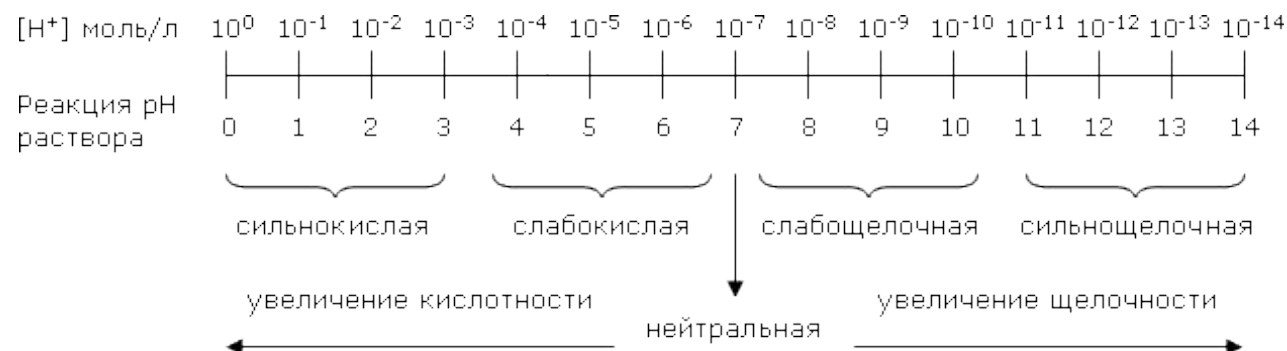 [H⁺] моль/л 10⁰ 10⁻¹ 10⁻² 10⁻³ 10⁻⁴ 10⁻⁵ 10⁻⁶ 10⁻⁷ 10⁻⁸ 10⁻⁹ 10⁻¹⁰ 10⁻¹¹ 10⁻¹² 10⁻¹³ 10⁻¹⁴
Реакция pH
раствора
0 1 2 3 4 5 6 7 8 9 10 11 12 13 14
сильнокислая слабокислая слабощелочная сильнощелочная
увеличение кислотности увеличение щелочности
нейтральная